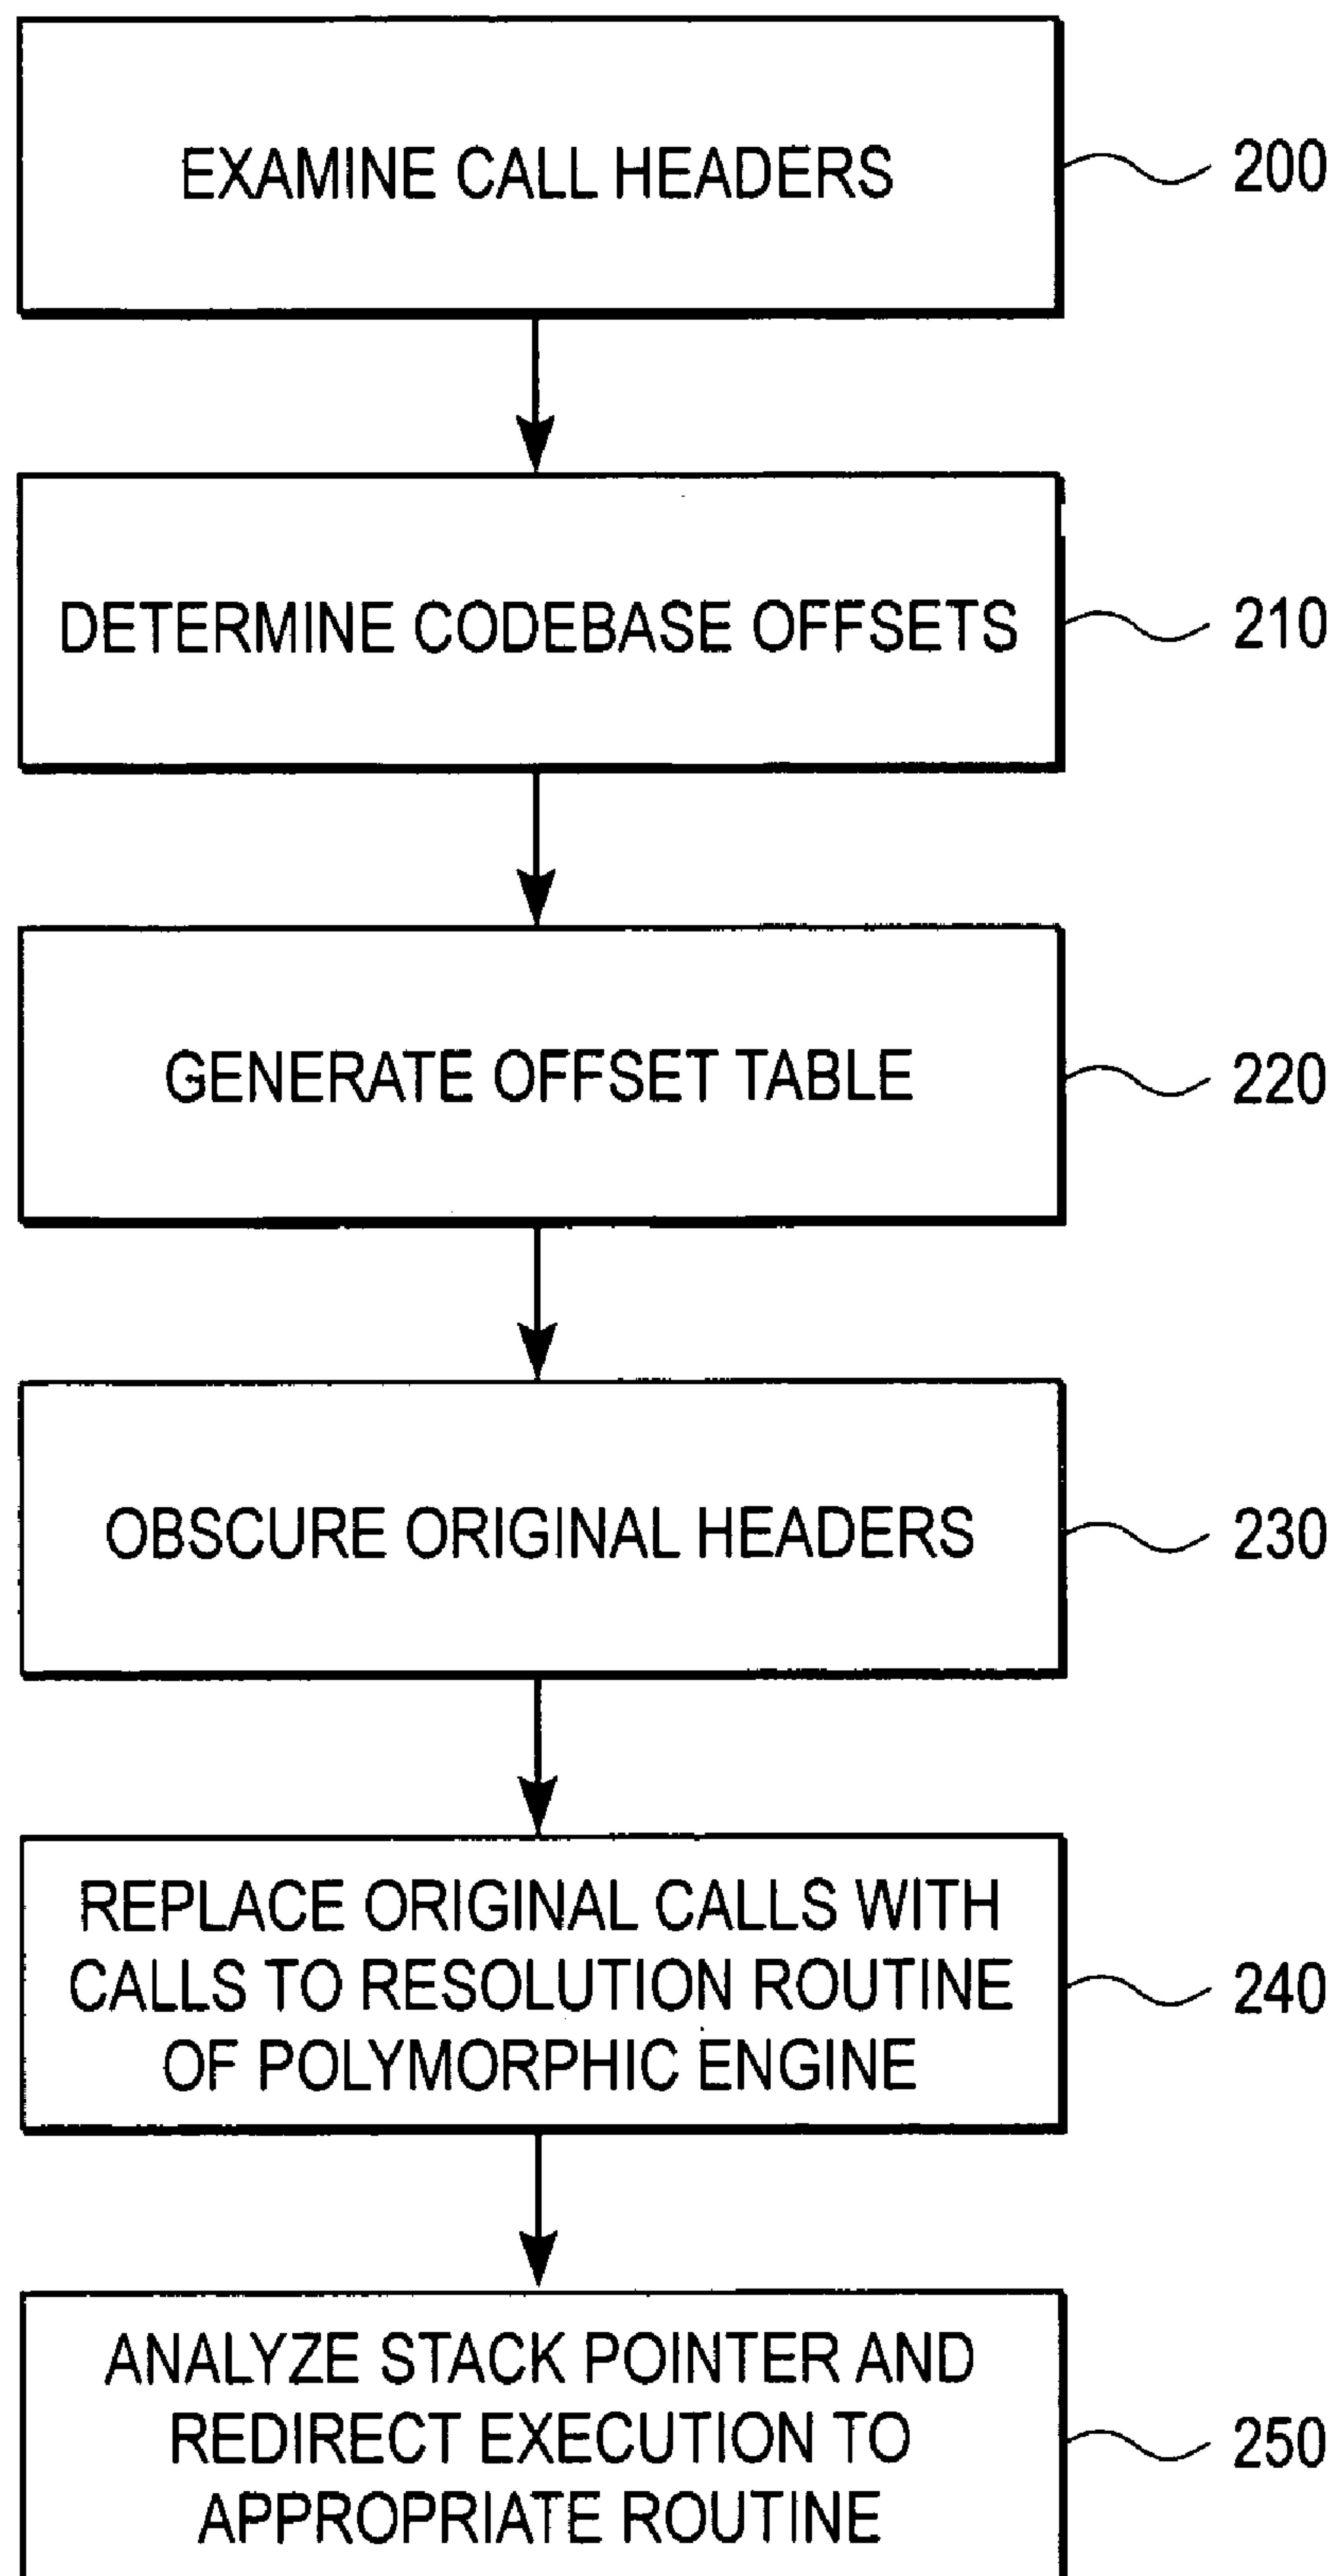 EXAMINE CALL HEADERS
200
DETERMINE CODEBASE OFFSETS
210
GENERATE OFFSET TABLE
220
OBSCURE ORIGINAL HEADERS
230
REPLACE ORIGINAL CALLS WITH
CALLS TO RESOLUTION ROUTINE
OF POLYMORPHIC ENGINE
240
ANALYZE STACK POINTER AND
REDIRECT EXECUTION TO
APPROPRIATE ROUTINE
250